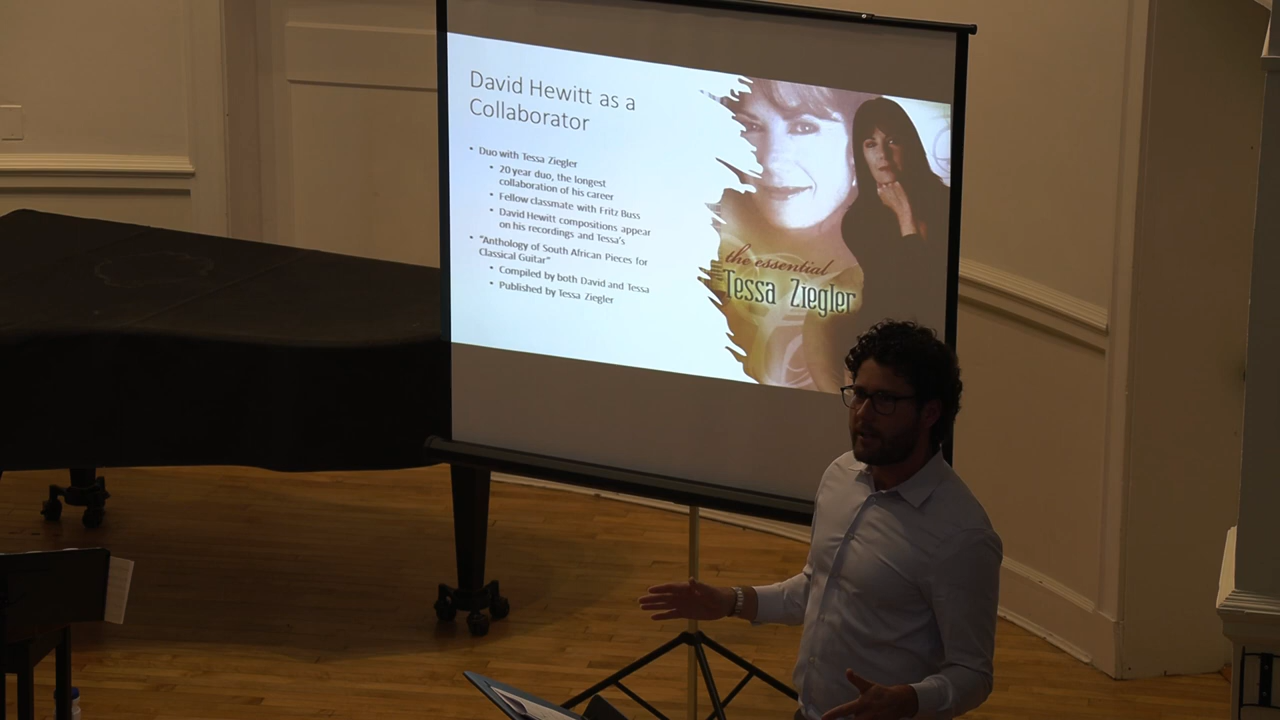 David Hewitt as a
Collaborator
• Duo with Tessa Ziegler
• 20 year duo, the longest
collaboration of his career
• Fellow classmate with Fritz Buss
• David Hewitt compositions appear
on his recordings and Tessa's
• "Anthology of South African Pieces for
Classical Guitar"
• Compiled by both David and Tessa
• Published by Tessa Ziegler
the essential
Tessa Ziegler